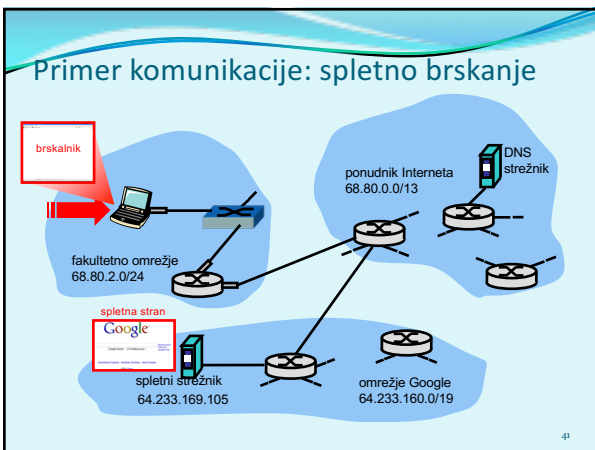 Primer komunikacije: spletno brskanje
brskalnik
DNS
strežnik
ponudnik Interneta
68.80.0.0/13
fakultetno omrežje
68.80.2.0/24
spletna stran
Google
spletni strežnik
64.233.169.105
omrežje Google
64.233.160.0/19
41